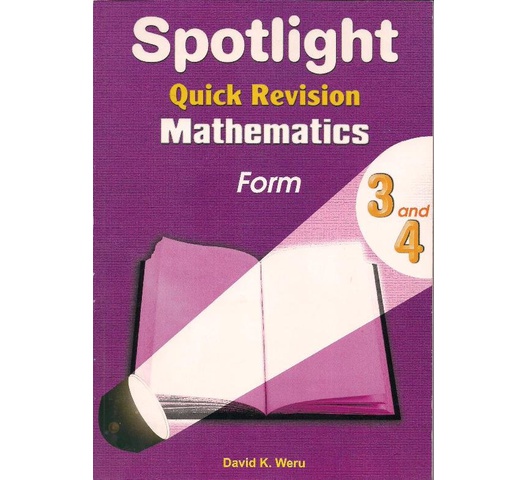 Spotlight
Quick Revision
Mathematics
Form
3 and
4
David K. Weru